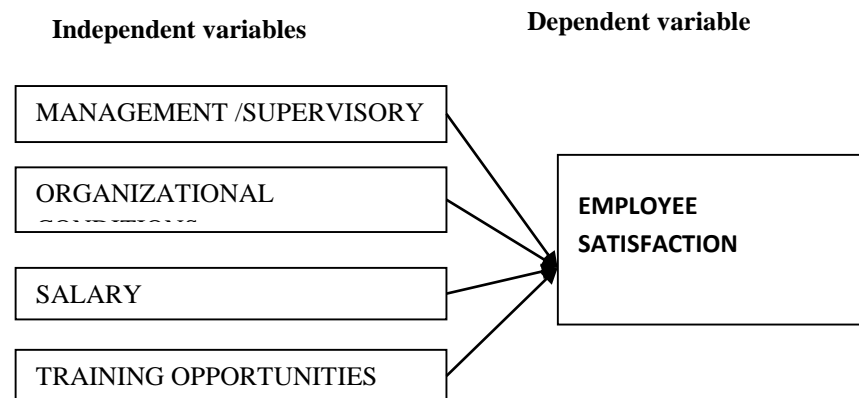 Independent variables
Dependent variable
MANAGEMENT /SUPERVISORY
ORGANIZATIONAL
SALARY
TRAINING OPPORTUNITIES
EMPLOYEE
SATISFACTION